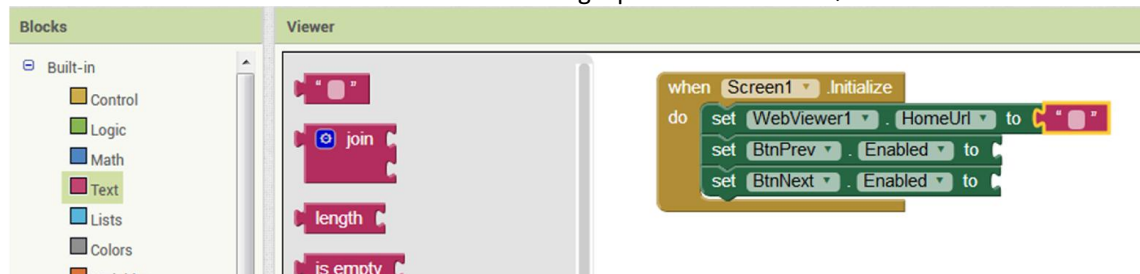 Blocks
Viewer
Built-in
Control
Logic
Math
Text
Lists
Colors
" "
join
length
is empty
when Screen1 .Initialize
do set WebViewer1 . HomeUrl to " "
set BtnPrev . Enabled to
set BtnNext . Enabled to